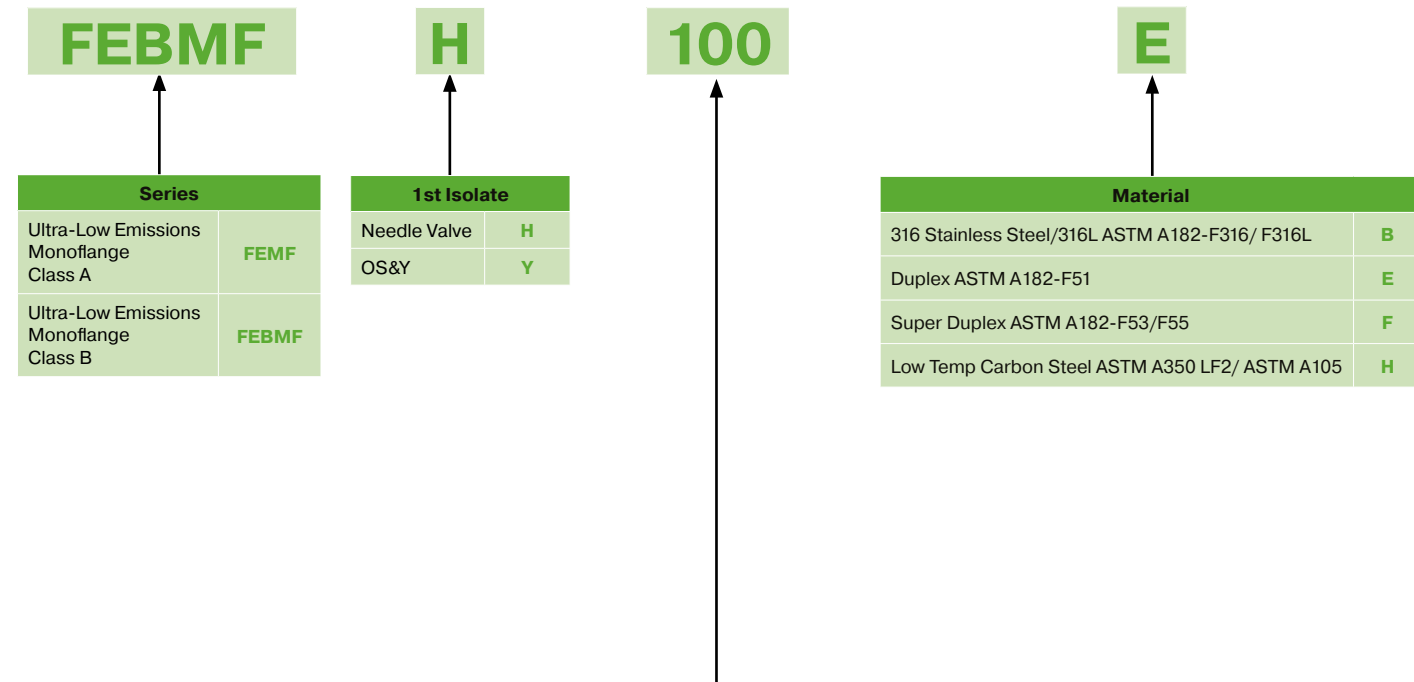 FEBMF H 100 E
Series
Ultra-Low Emissions
Monoflange
Class A
FEMF
Ultra-Low Emissions
Monoflange
Class B
FEBMF
1st Isolate
Needle Valve H
OS&Y Y
Material
316 Stainless Steel/316L ASTM A182-F316/ F316L B
Duplex ASTM A182-F51 E
Super Duplex ASTM A182-F53/F55 F
Low Temp Carbon Steel ASTM A350 LF2/ ASTM A105 H